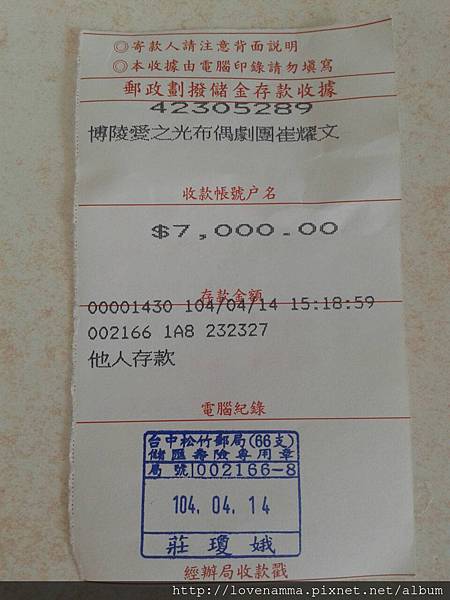 ◎寄款人請注意背面說明
◎本收據由電腦印錄請勿填寫
郵政劃撥儲金存款收據
42305289
博陵愛之光布偶劇團崔耀文
收款帳號戶名
$7,000.00
存款金額
00001430 104/04/14 15:18:59
002166 1A8 232327
他人存款
電腦紀錄
台中松竹郵局(66支)
儲匯壽險專用章
局號 002166-8
104. 04. 14
莊瓊娥
經辦局收款戳
http://lovenamma.pixnet.net/album